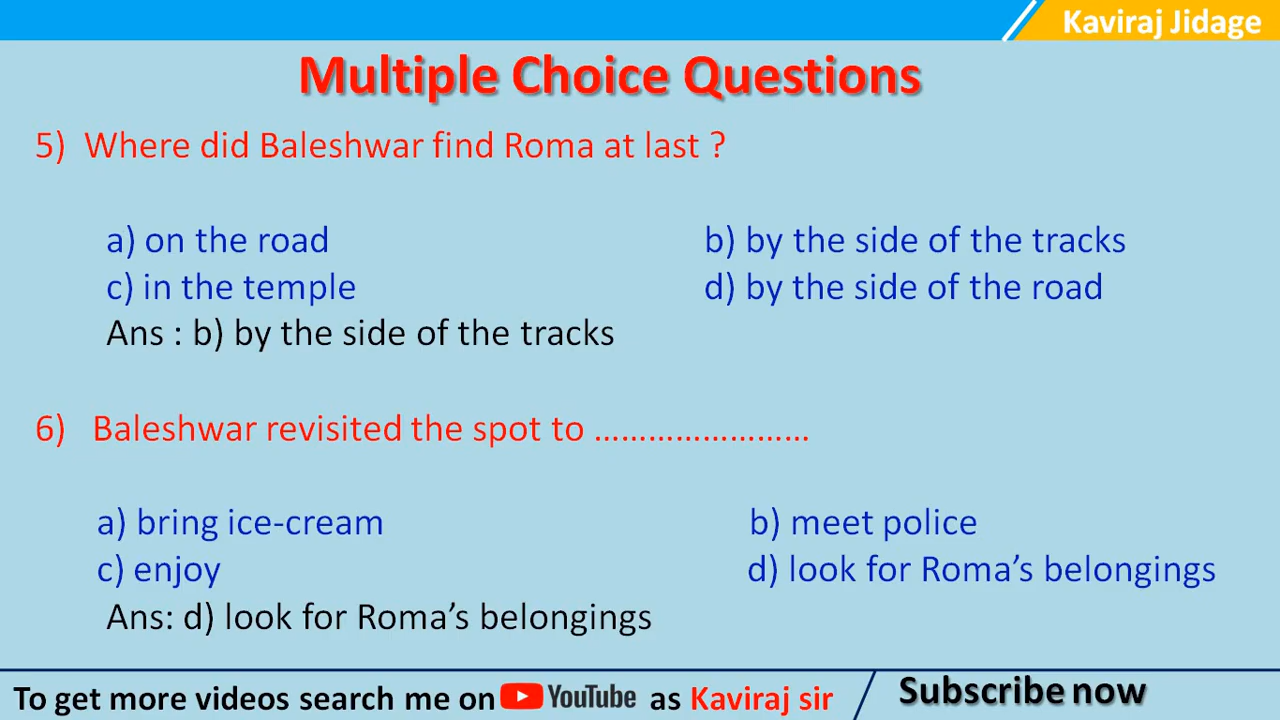 Kaviraj Jidage
Multiple Choice Questions
5) Where did Baleshwar find Roma at last ?
a) on the road b) by the side of the tracks
c) in the temple d) by the side of the road
Ans : b) by the side of the tracks
6) Baleshwar revisited the spot to ........................
a) bring ice-cream b) meet police
c) enjoy d) look for Roma’s belongings
Ans: d) look for Roma’s belongings
To get more videos search me on YouTube as Kaviraj sir Subscribe now